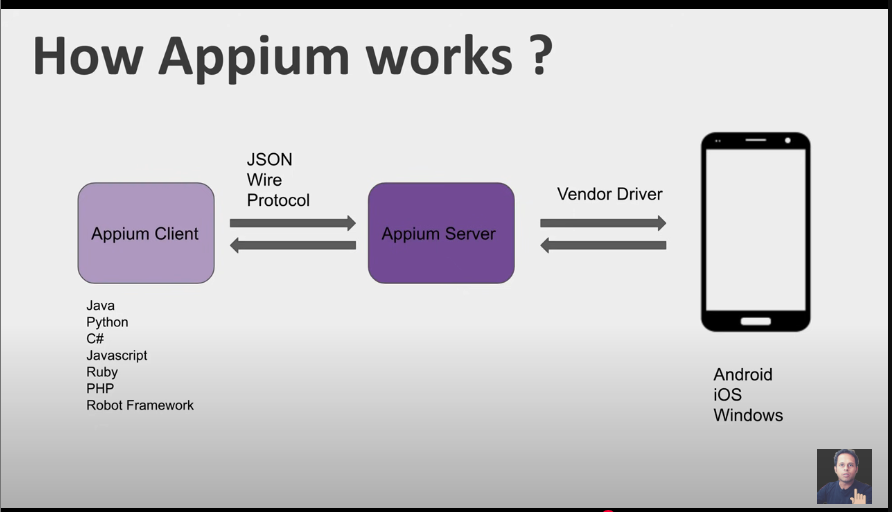 How Appium works ?
JSON
Wire
Protocol
Vendor Driver
Appium Client
Appium Server
Java
Python
C#
Javascript
Ruby
PHP
Robot Framework
Android
iOS
Windows